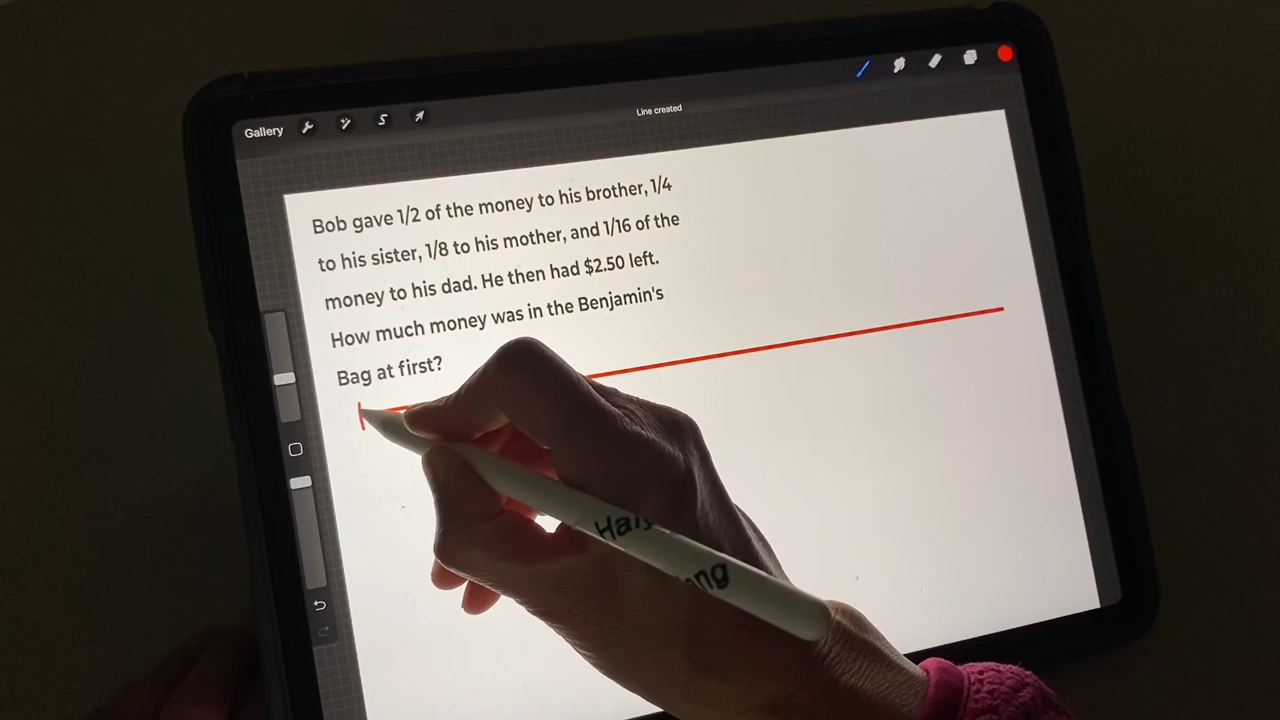 Gallery
Line created
Bob gave 1/2 of the money to his brother, 1/4
to his sister, 1/8 to his mother, and 1/16 of the
money to his dad. He then had $2.50 left.
How much money was in the Benjamin's
Bag at first?